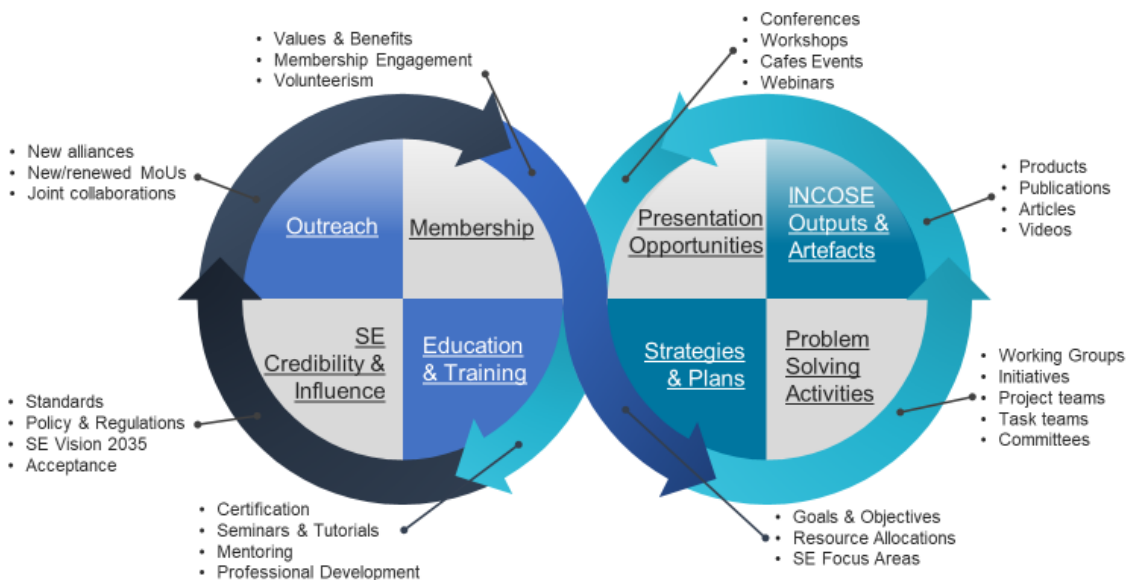 • Values & Benefits
• Membership Engagement
• Volunteerism
• Conferences
• Workshops
• Cafes Events
• Webinars
• New alliances
• New/renewed MoUs
• Joint collaborations
• Products
• Publications
• Articles
• Videos
Outreach
Membership
Presentation
Opportunities
INCOSE
Outputs &
Artefacts
SE
Credibility &
Influence
Education
& Training
Strategies
& Plans
Problem
Solving
Activities
• Standards
• Policy & Regulations
• SE Vision 2035
• Acceptance
• Working Groups
• Initiatives
• Project teams
• Task teams
• Committees
• Certification
• Seminars & Tutorials
• Mentoring
• Professional Development
• Goals & Objectives
• Resource Allocations
• SE Focus Areas